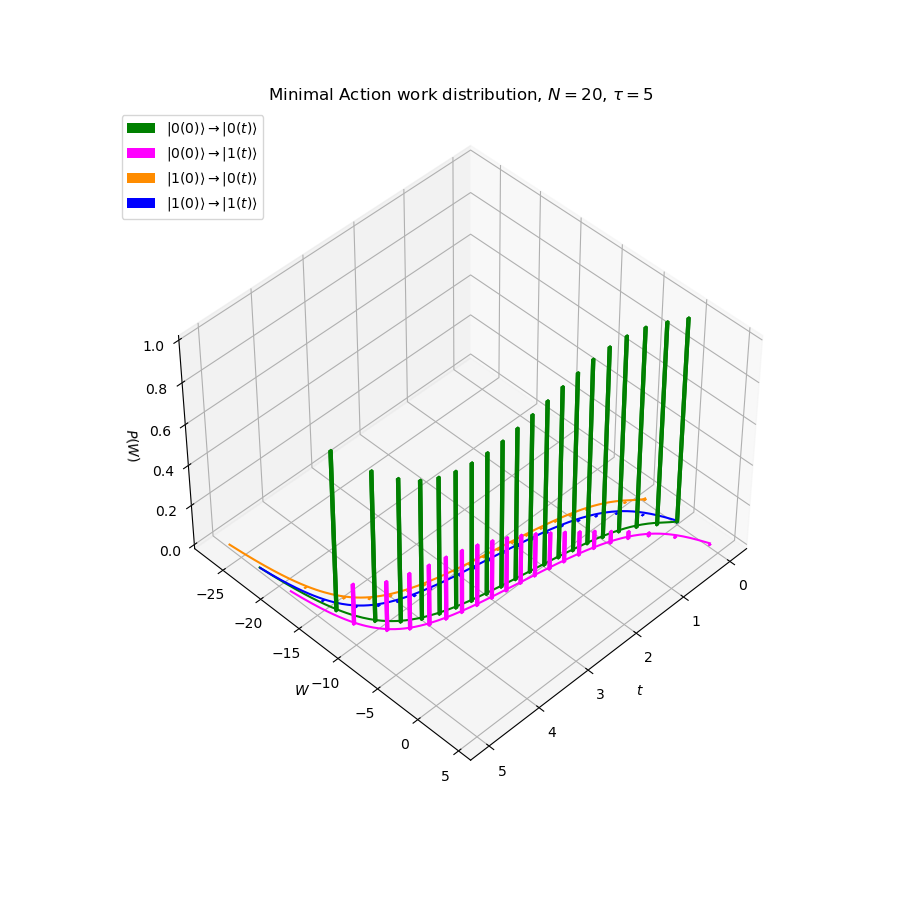 Minimal Action work distribution, $N = 20$, $\tau = 5$
|0(0)⟩ → |0(t)⟩
|0(0)⟩ → |1(t)⟩
|1(0)⟩ → |0(t)⟩
|1(0)⟩ → |1(t)⟩
1.0
0.8
0.6
0.4
0.2
0.0
P(W)
−25
−20
−15
−10
−5
0
5
W
0
1
2
3
4
5
t